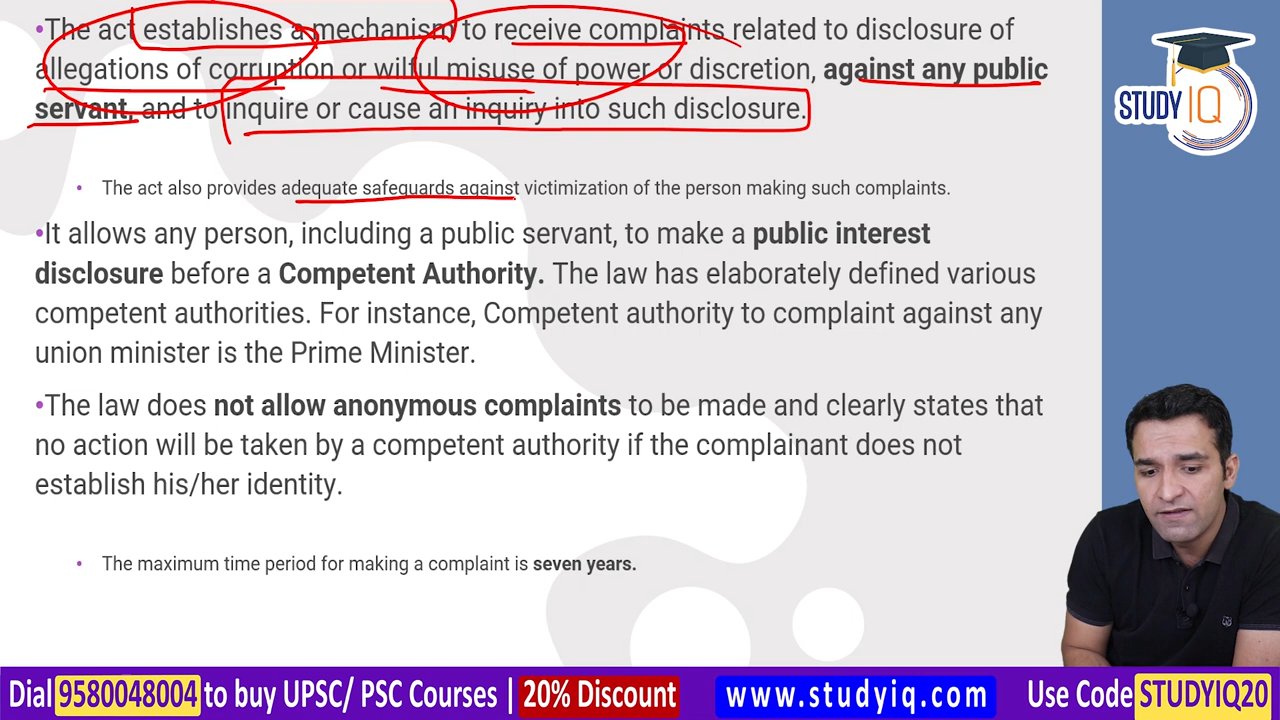 •The act establishes a mechanism to receive complaints related to disclosure of
allegations of corruption or wilful misuse of power or discretion, against any public
servant, and to inquire or cause an inquiry into such disclosure.
• The act also provides adequate safeguards against victimization of the person making such complaints.
•It allows any person, including a public servant, to make a public interest
disclosure before a Competent Authority. The law has elaborately defined various
competent authorities. For instance, Competent authority to complaint against any
union minister is the Prime Minister.
•The law does not allow anonymous complaints to be made and clearly states that
no action will be taken by a competent authority if the complainant does not
establish his/her identity.
• The maximum time period for making a complaint is seven years.
STUDY IQ
Dial 9580048004 to buy UPSC/ PSC Courses | 20% Discount www.studyiq.com Use Code STUDYIQ20